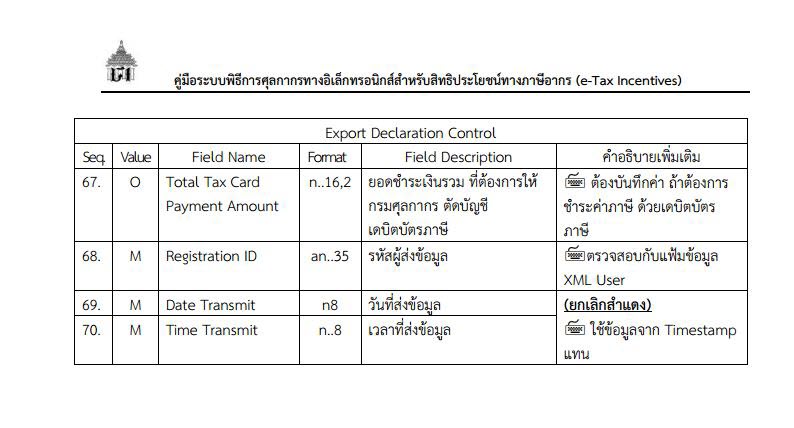 คู่มือระบบพิธีการศุลกากรทางอิเล็กทรอนิกส์สำหรับสิทธิประโยชน์ทางภาษีอากร (e-Tax Incentives)
Export Declaration Control
Seq. Value Field Name Format Field Description คำอธิบายเพิ่มเติม
67. O Total Tax Card n..16,2 ยอดชำระเงินรวม ที่ต้องการให้ ต้องบันทึกค่า ถ้าต้องการ
Payment Amount กรมศุลกากร ตัดบัญชี ชำระค่าภาษี ด้วยเดบิตบัตร
เดบิตบัตรภาษี ภาษี
68. M Registration ID an..35 รหัสผู้ส่งข้อมูล ตรวจสอบกับแฟ้มข้อมูล
XML User
69. M Date Transmit n8 วันที่ส่งข้อมูล (ยกเลิกสำแดง)
70. M Time Transmit n..8 เวลาที่ส่งข้อมูล ใช้ข้อมูลจาก Timestamp
แทน